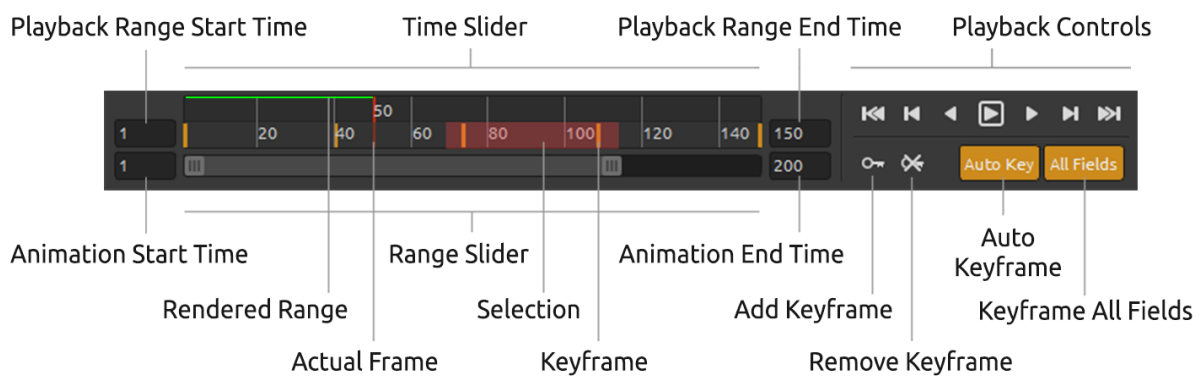 Playback Range Start Time
Time Slider
Playback Range End Time
Playback Controls
50
1
20
40
60
80
100
120
140
150
1
200
Auto Key
All Fields
Animation Start Time
Range Slider
Animation End Time
Auto
Keyframe
Rendered Range
Selection
Add Keyframe
Keyframe All Fields
Actual Frame
Keyframe
Remove Keyframe